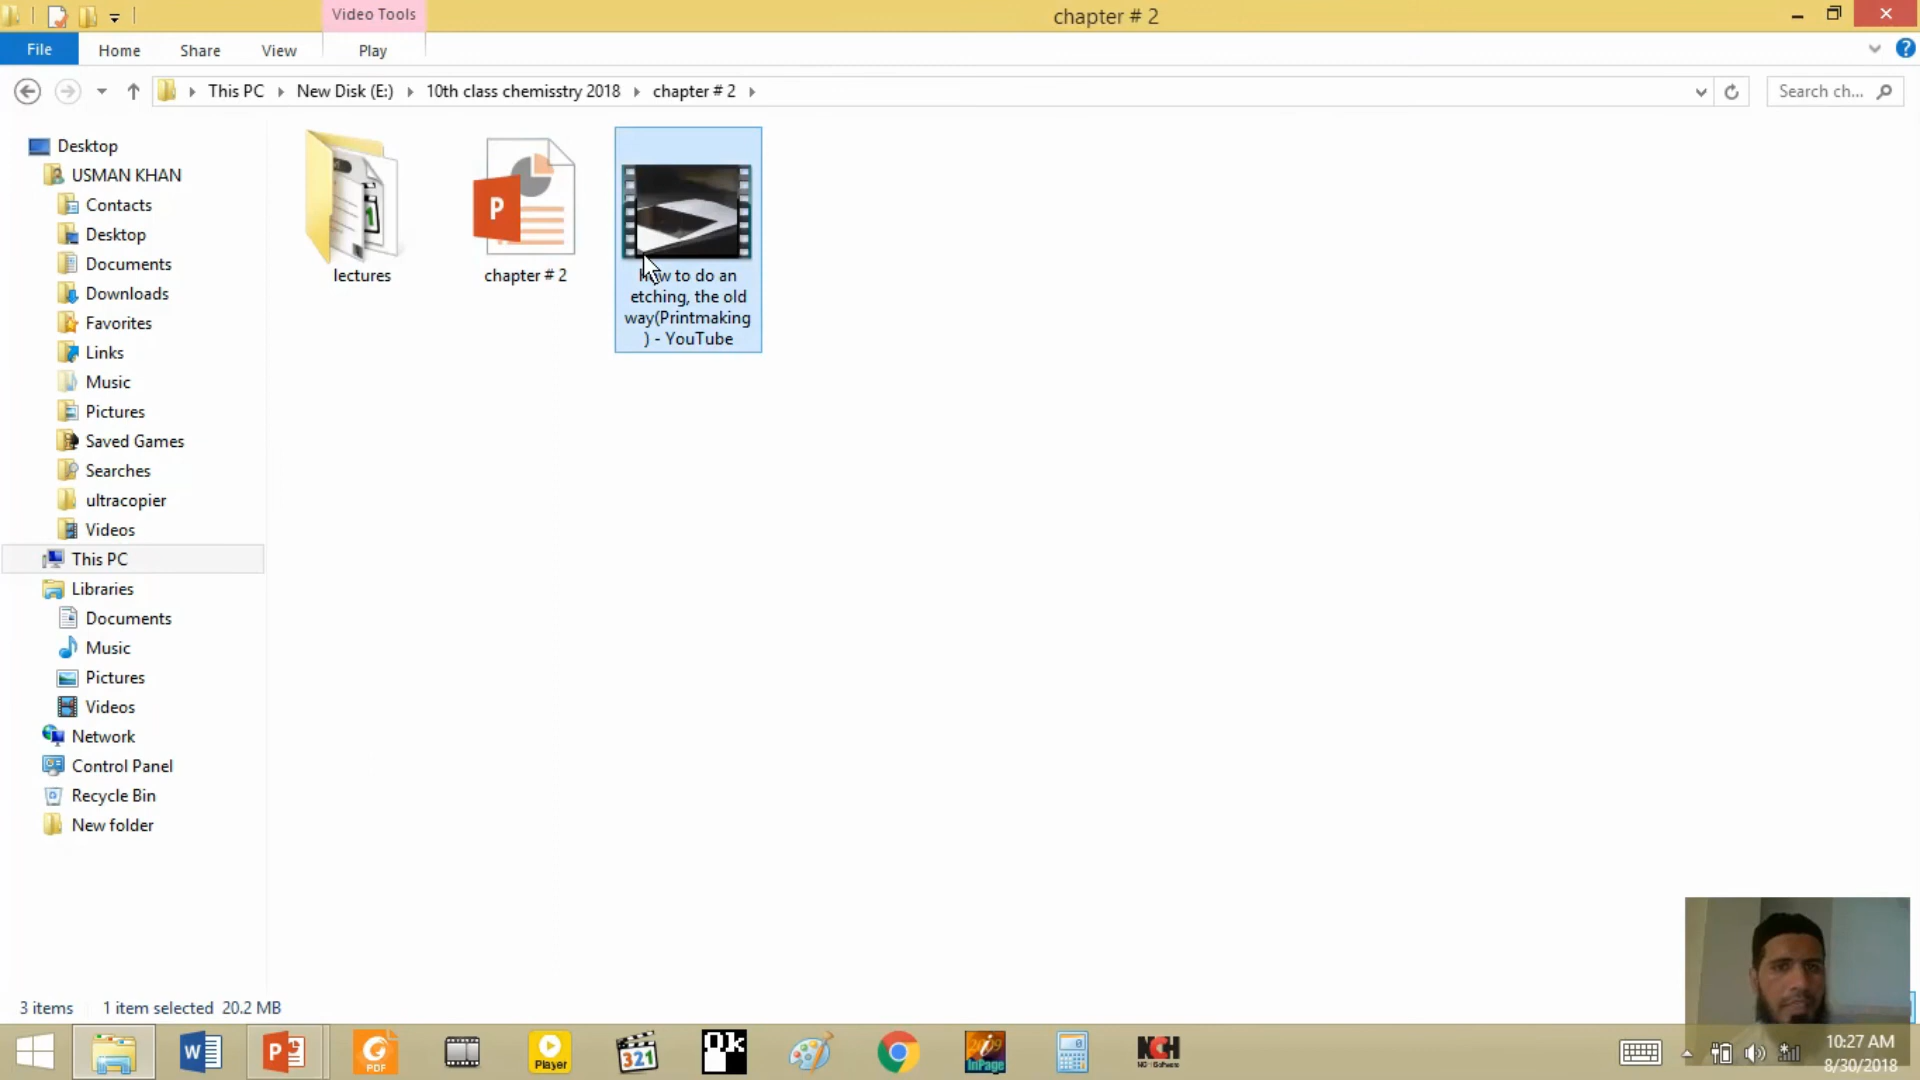 Video Tools
chapter # 2
File
Home
Share
View
Play
This PC
New Disk (E:)
10th class chemisstry 2018
chapter # 2
Search ch...
Desktop
USMAN KHAN
Contacts
Desktop
Documents
Downloads
Favorites
Links
Music
Pictures
Saved Games
Searches
ultracopier
Videos
This PC
Libraries
Documents
Music
Pictures
Videos
Network
Control Panel
Recycle Bin
New folder
lectures
P
chapter # 2
how to do an
etching, the old
way(Printmaking
) - YouTube
3 items
1 item selected 20.2 MB
W
P
PDF
Player
321
Ok
2009
InPage
NCH
10:27 AM
8/30/2018